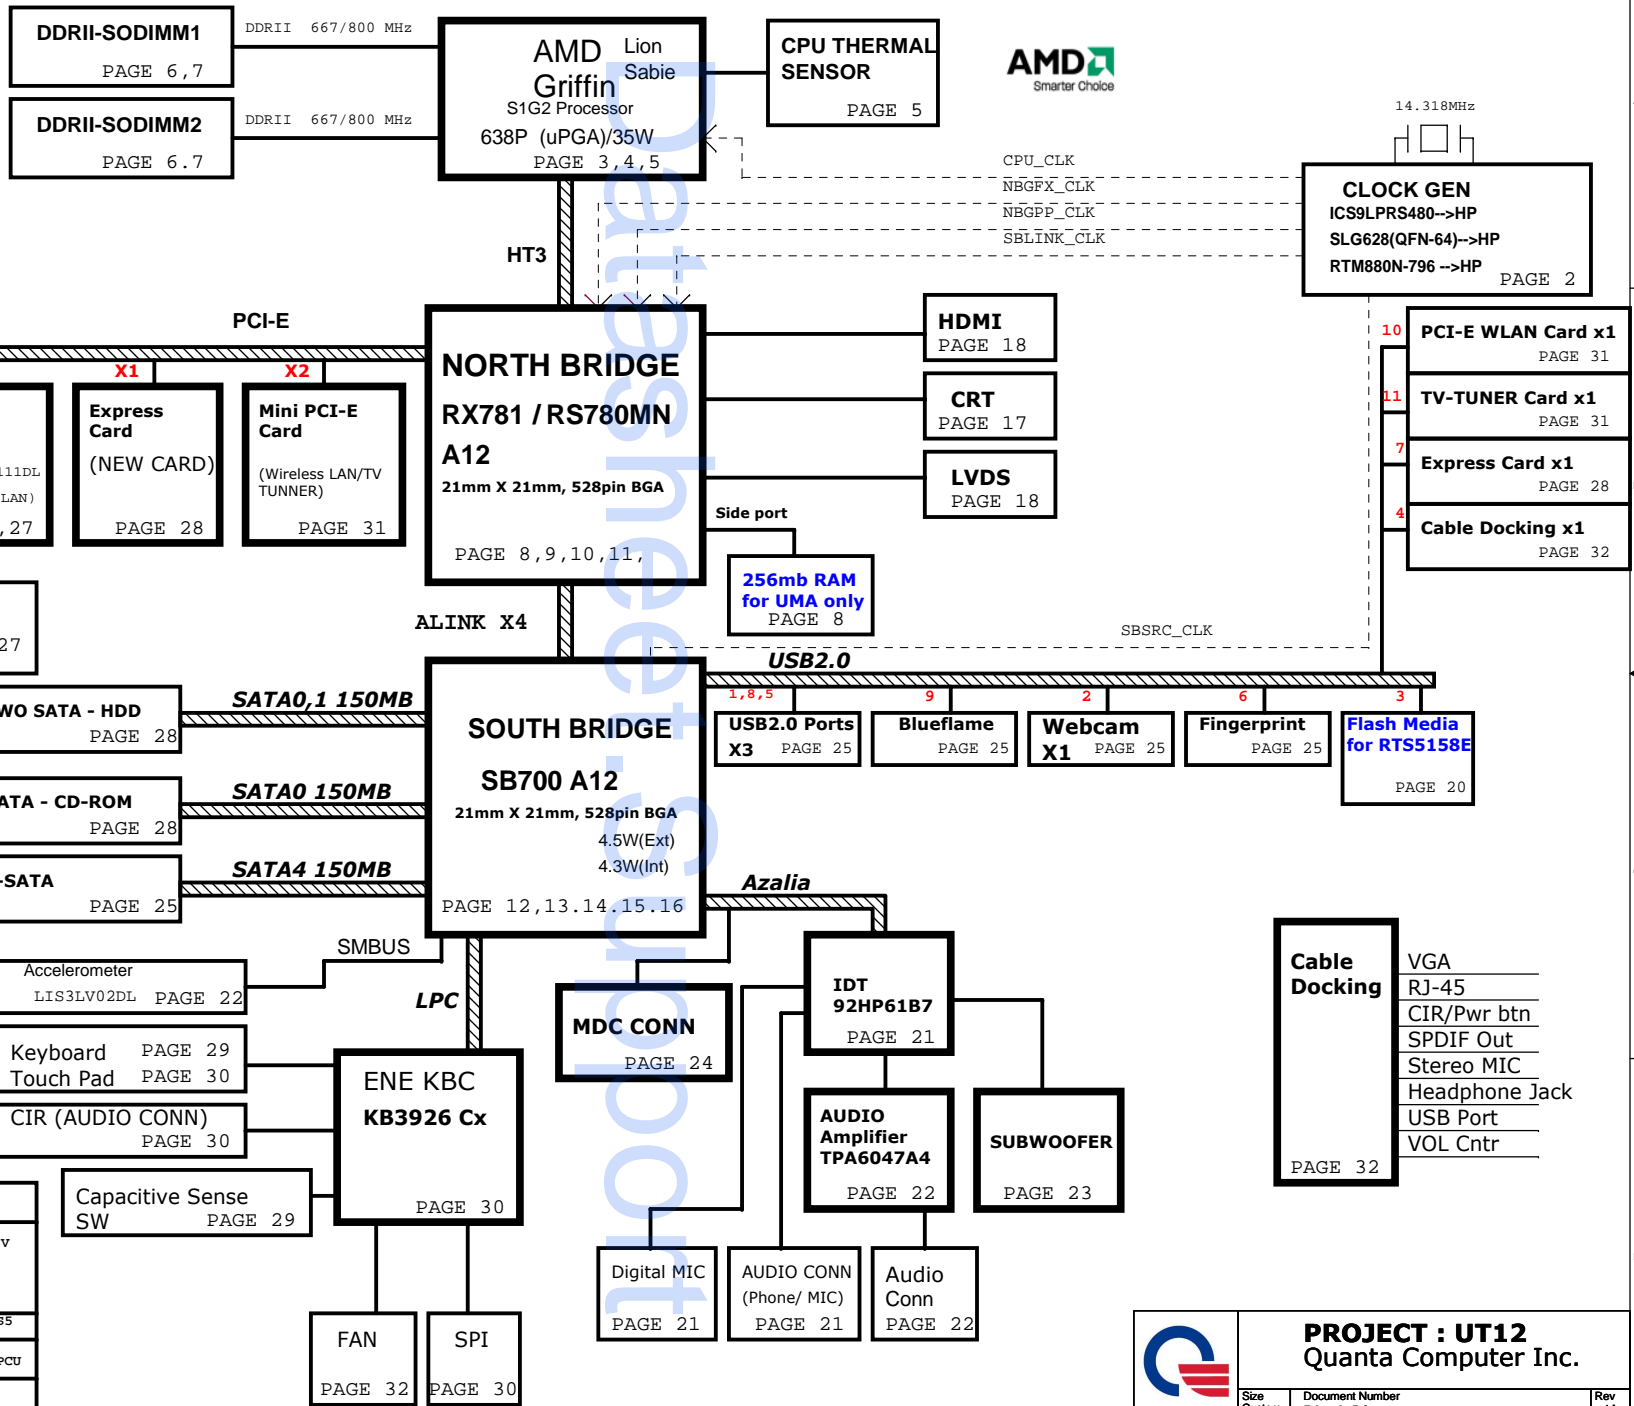 DDRII-SODIMM1
PAGE 6,7
DDRII 667/800 MHz
DDRII-SODIMM2
PAGE 6.7
DDRII 667/800 MHz
AMD
Griffin
Lion
Sabie
S1G2 Processor
638P (uPGA)/35W
PAGE 3,4,5
CPU THERMAL
SENSOR
PAGE 5
AMD
Smarter Choice
14.318MHz
CPU_CLK
NBGFX_CLK
NBGPP_CLK
SBLINK_CLK
CLOCK GEN
ICS9LPRS480-->HP
SLG628(QFN-64)-->HP
RTM880N-796 -->HP
PAGE 2
HT3
PCI-E
X1
X2
Express
Card
(NEW CARD)
PAGE 28
Mini PCI-E
Card
(Wireless LAN/TV
TUNNER)
PAGE 31
111DL
LAN)
,27
27
NORTH BRIDGE
RX781 / RS780MN
A12
21mm X 21mm, 528pin BGA
PAGE 8,9,10,11,
HDMI
PAGE 18
CRT
PAGE 17
LVDS
PAGE 18
Side port
256mb RAM
for UMA only
PAGE 8
10
PCI-E WLAN Card x1
PAGE 31
11
TV-TUNER Card x1
PAGE 31
7
Express Card x1
PAGE 28
4
Cable Docking x1
PAGE 32
ALINK X4
SBSRC_CLK
USB2.0
1,8,5
USB2.0 Ports
X3 PAGE 25
9
Blueflame
PAGE 25
2
Webcam
X1 PAGE 25
6
Fingerprint
PAGE 25
3
Flash Media
for RTS5158E
PAGE 20
WO SATA - HDD
PAGE 28
SATA0,1 150MB
ATA - CD-ROM
PAGE 28
SATA0 150MB
-SATA
PAGE 25
SATA4 150MB
SOUTH BRIDGE
SB700 A12
21mm X 21mm, 528pin BGA
4.5W(Ext)
4.3W(Int)
PAGE 12,13.14.15.16
Azalia
SMBUS
LPC
Accelerometer
LIS3LV02DL PAGE 22
Keyboard PAGE 29
Touch Pad PAGE 30
CIR (AUDIO CONN)
PAGE 30
Capacitive Sense
SW PAGE 29
ENE KBC
KB3926 Cx
PAGE 30
FAN
PAGE 32
SPI
PAGE 30
MDC CONN
PAGE 24
IDT
92HP61B7
PAGE 21
AUDIO
Amplifier
TPA6047A4
PAGE 22
SUBWOOFER
PAGE 23
Digital MIC
PAGE 21
AUDIO CONN
(Phone/ MIC)
PAGE 21
Audio
Conn
PAGE 22
Cable
Docking
PAGE 32
VGA
RJ-45
CIR/Pwr btn
SPDIF Out
Stereo MIC
Headphone Jack
USB Port
VOL Cntr
V
S5
PCU
PROJECT : UT12
Quanta Computer Inc.
Size
Document Number
Rev
Datasheet.Support